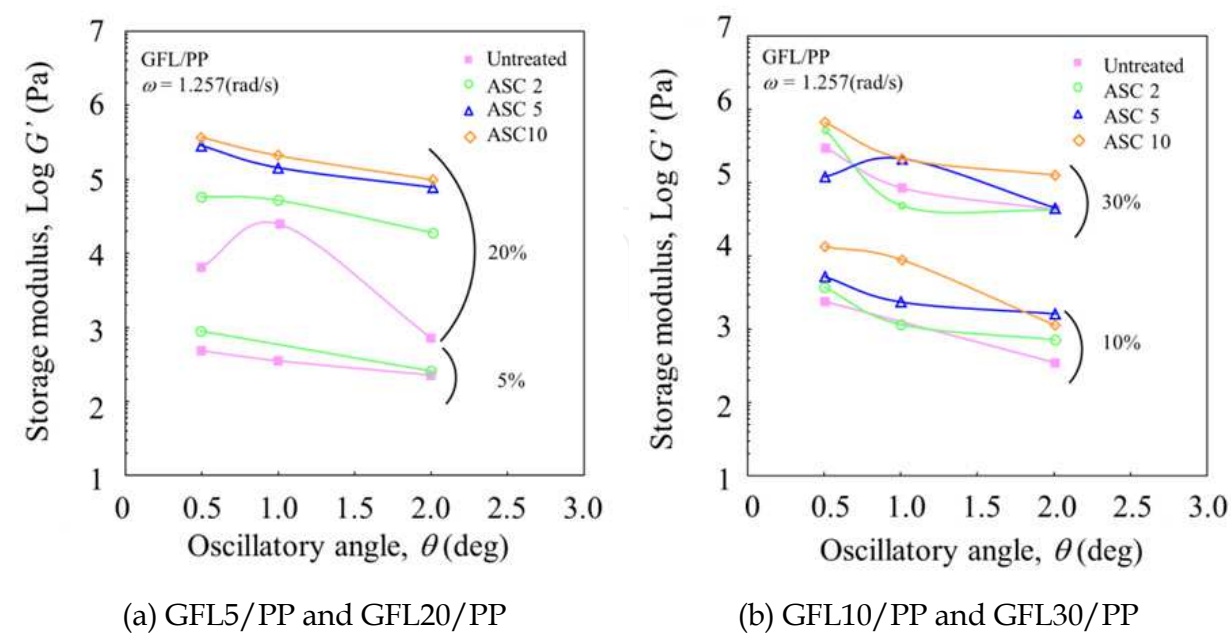 7
6
5
4
3
2
1
Storage modulus, Log G’ (Pa)
GFL/PP
ω = 1.257(rad/s)
Untreated
ASC 2
ASC 5
ASC10
20%
5%
0 0.5 1.0 1.5 2.0 2.5 3.0
Oscillatory angle, θ (deg)
(a) GFL5/PP and GFL20/PP
7
6
5
4
3
2
1
Storage modulus, Log G’ (Pa)
GFL/PP
ω = 1.257(rad/s)
Untreated
ASC 2
ASC 5
ASC 10
30%
10%
0 0.5 1.0 1.5 2.0 2.5 3.0
Oscillatory angle, θ (deg)
(b) GFL10/PP and GFL30/PP